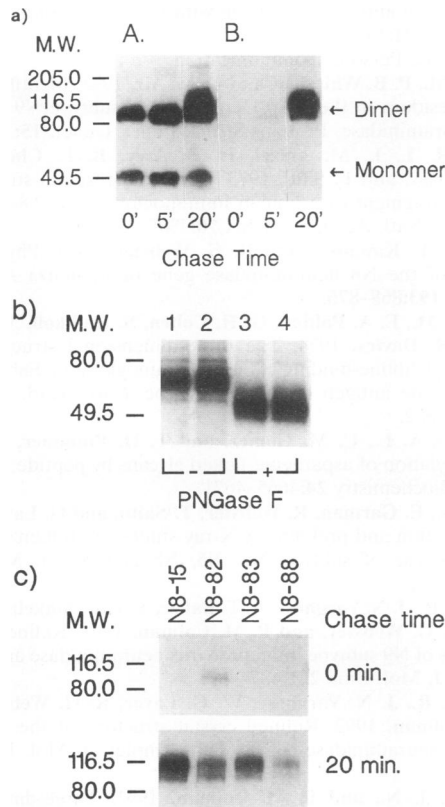 a)
A. B.
M.W.
205.0
116.5
80.0
49.5
← Dimer
← Monomer
0' 5' 20' 0' 5' 20'
Chase Time
b)
M.W.
80.0
49.5
1 2 3 4
- +
PNGase F
c)
N8-15 N8-82 N8-83 N8-88
M.W.
Chase time
116.5
80.0
0 min.
116.5
80.0
20 min.